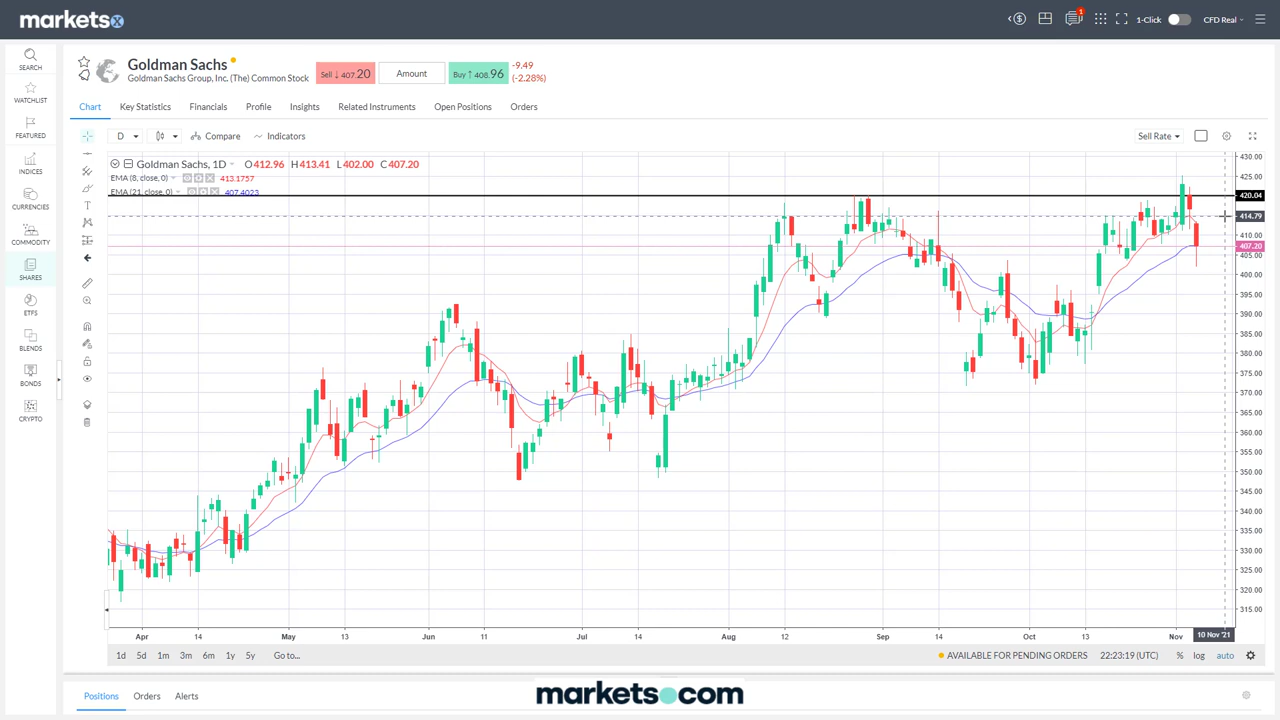 marketsx
1-Click
CFD Real
1
SEARCH
WATCHLIST
FEATURED
INDICES
CURRENCIES
COMMODITY
SHARES
ETFS
BLENDS
BONDS
CRYPTO
Goldman Sachs
Goldman Sachs Group, Inc. (The) Common Stock
Sell ↓ 407.20
Amount
Buy ↑ 408.96
-9.49
(-2.28%)
Chart
Key Statistics
Financials
Profile
Insights
Related Instruments
Open Positions
Orders
D
Compare
Indicators
Sell Rate
Goldman Sachs, 1D
O412.96 H413.41 L402.00 C407.20
EMA (8, close, 0)
413.1757
EMA (21, close, 0)
407.4023
430.00
425.00
420.04
414.79
410.00
407.20
405.00
400.00
395.00
390.00
385.00
380.00
375.00
370.00
365.00
360.00
355.00
350.00
345.00
340.00
335.00
330.00
325.00
320.00
315.00
Apr
14
May
13
Jun
11
Jul
14
Aug
12
Sep
14
Oct
13
Nov
10 Nov '21
1d
5d
1m
3m
6m
1y
5y
Go to...
AVAILABLE FOR PENDING ORDERS
22:23:19 (UTC)
%
log
auto
Positions
Orders
Alerts
markets.com